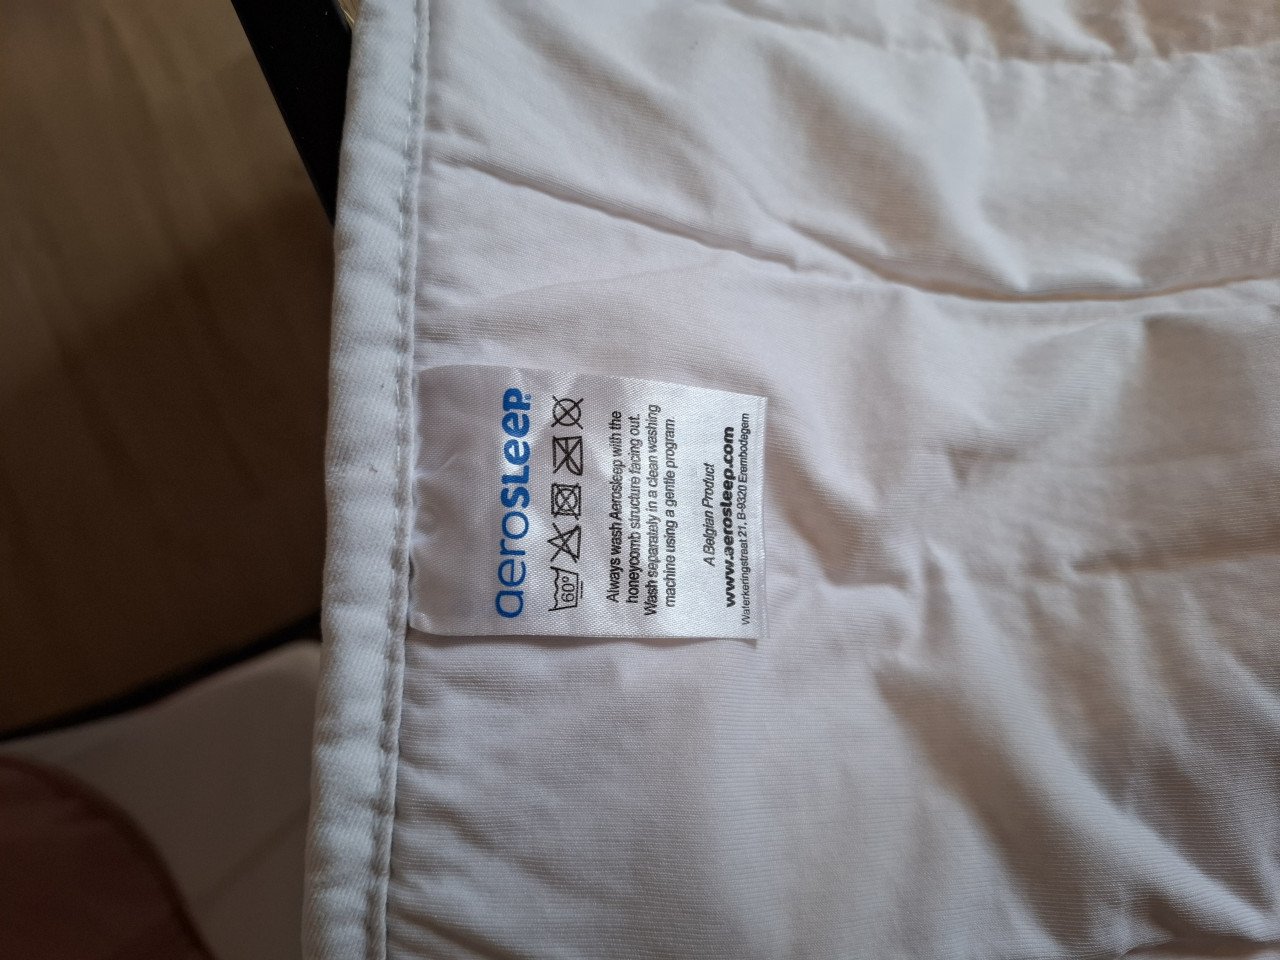 aerosleep®
60°
Always wash Aerosleep with the
honeycomb structure facing out.
Wash separately in a clean washing
machine using a gentle program
A Belgian Product
www.aerosleep.com
Waterkeringstraat 21, B-9320 Erembodegem